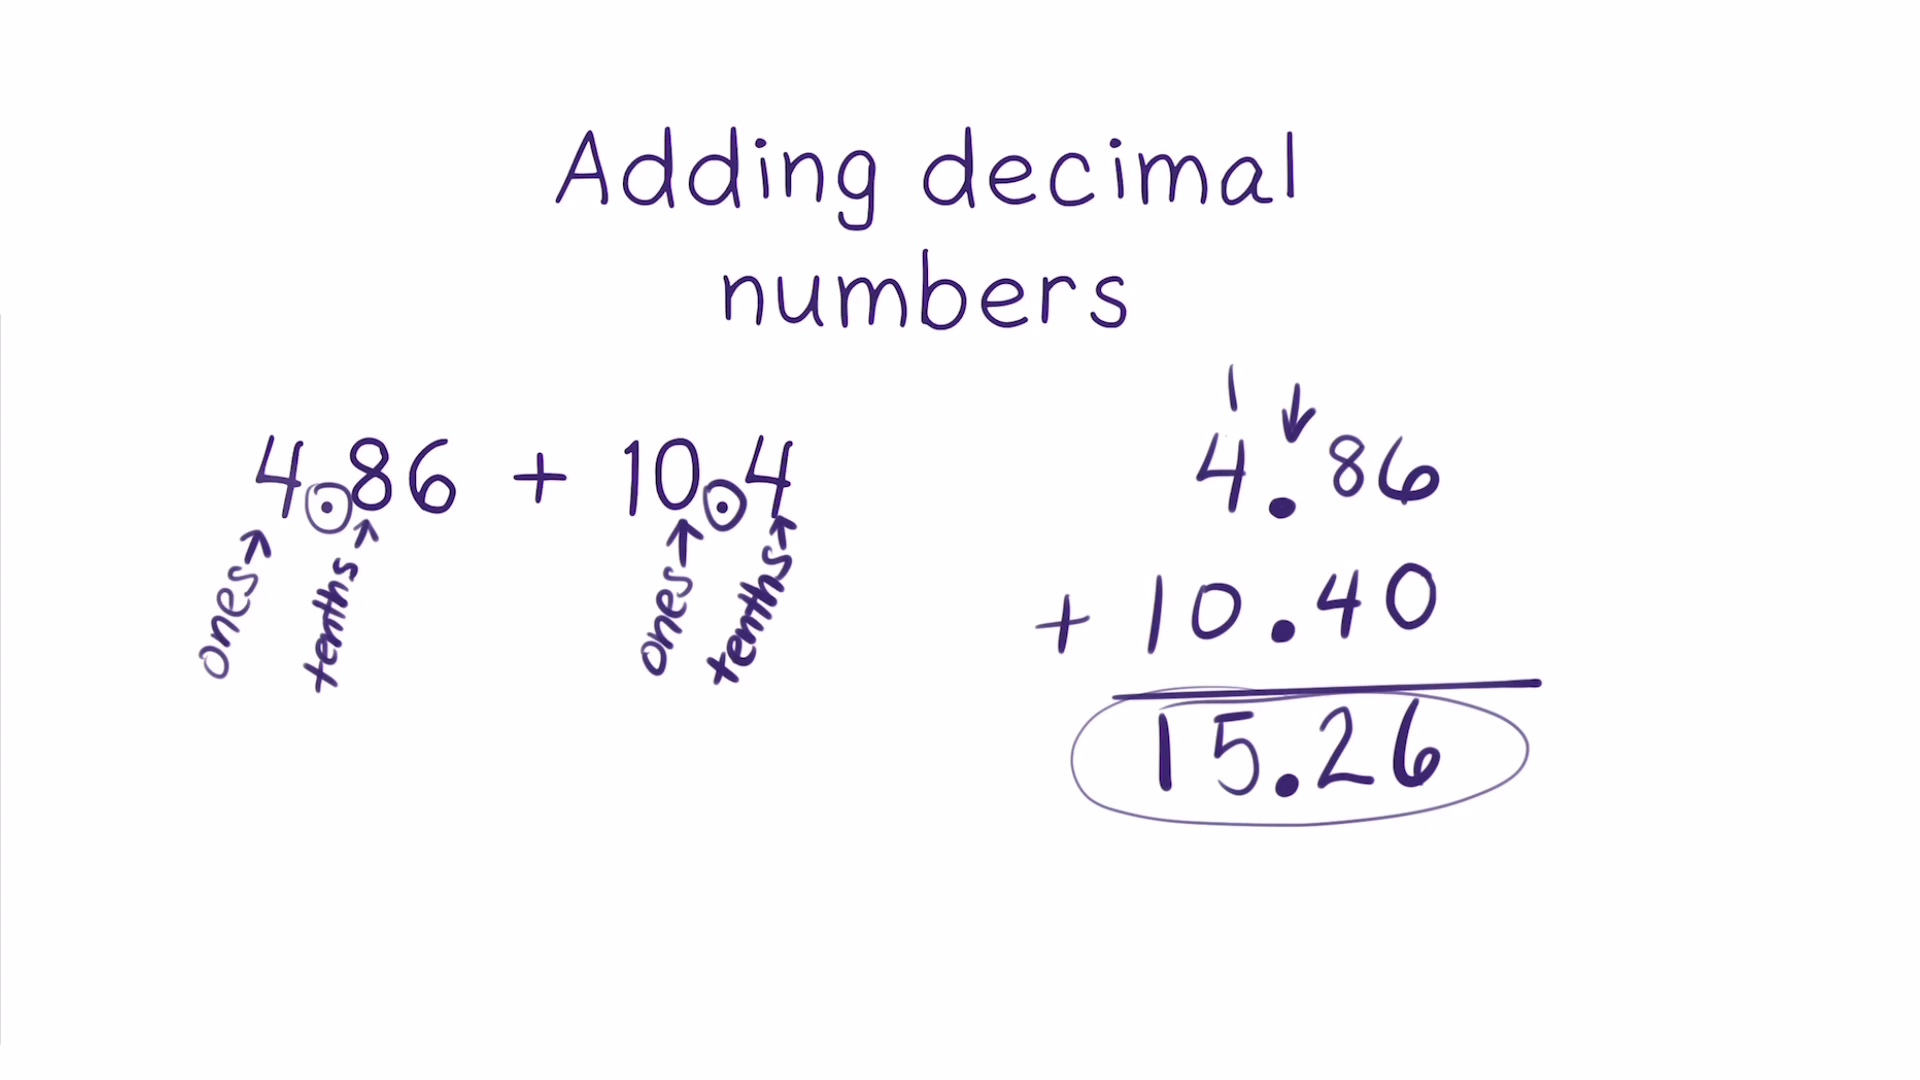 Adding decimal
numbers
4.86 + 10.4
ones tenths ones tenths
1
4.86
+ 10.40
15.26